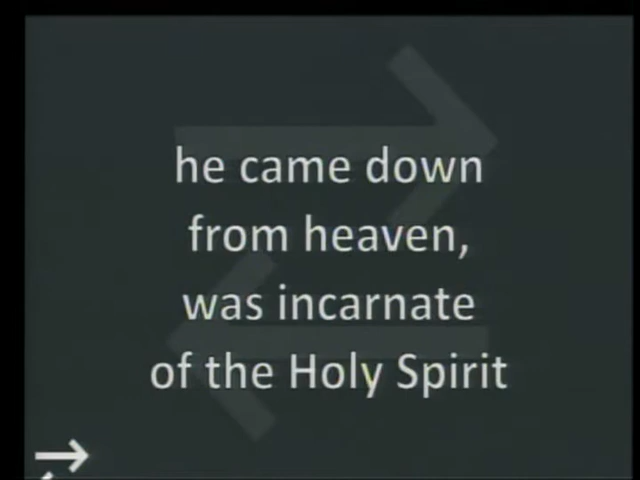 he came down
from heaven,
was incarnate
of the Holy Spirit